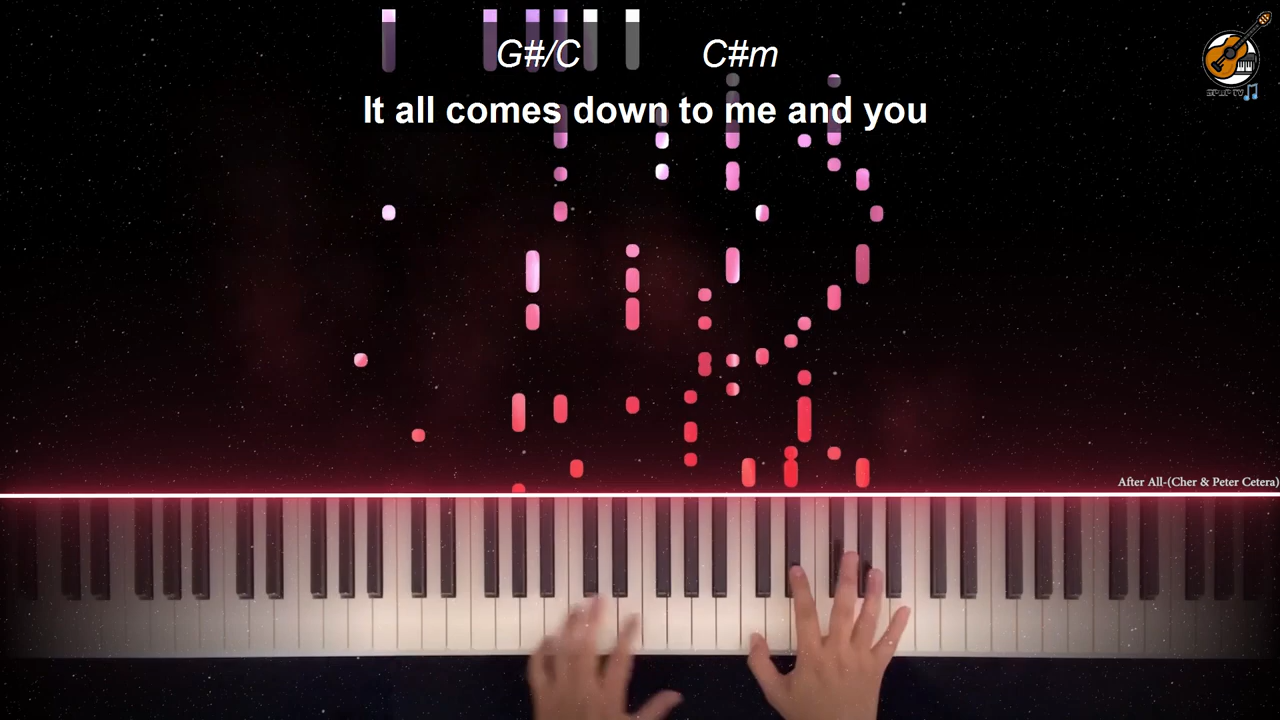 G#/C C#m
It all comes down to me and you
After All-(Cher & Peter Cetera)